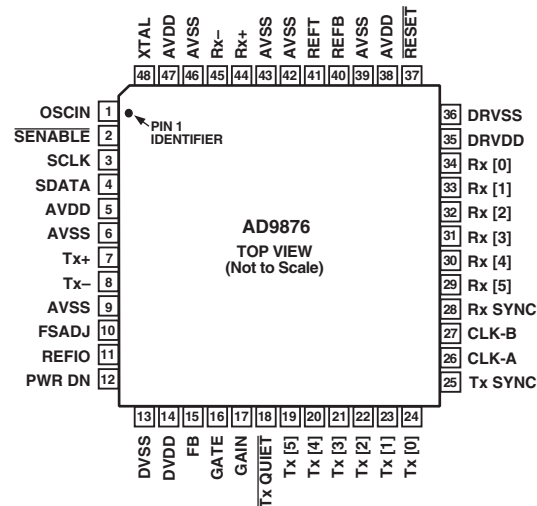 XTAL
AVDD
AVSS
Rx–
Rx+
AVSS
AVSS
REFT
REFB
AVSS
AVDD
RESET
48 47 46 45 44 43 42 41 40 39 38 37
OSCIN 1
SENABLE 2
SCLK 3
SDATA 4
AVDD 5
AVSS 6
Tx+ 7
Tx– 8
AVSS 9
FSADJ 10
REFIO 11
PWR DN 12
PIN 1
IDENTIFIER
AD9876
TOP VIEW
(Not to Scale)
36 DRVSS
35 DRVDD
34 Rx [0]
33 Rx [1]
32 Rx [2]
31 Rx [3]
30 Rx [4]
29 Rx [5]
28 Rx SYNC
27 CLK-B
26 CLK-A
25 Tx SYNC
13 14 15 16 17 18 19 20 21 22 23 24
DVSS
DVDD
FB
GATE
GAIN
Tx QUIET
Tx [5]
Tx [4]
Tx [3]
Tx [2]
Tx [1]
Tx [0]